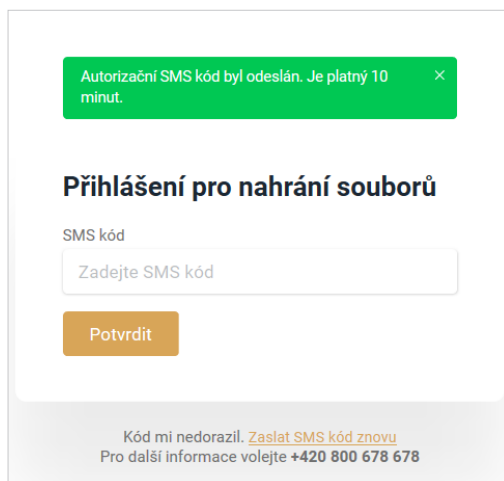 Autorizační SMS kód byl odeslán. Je platný 10
minut.
Přihlášení pro nahrání souborů
SMS kód
Zadejte SMS kód
Potvrdit
Kód mi nedorazil. Zaslat SMS kód znovu
Pro další informace volejte +420 800 678 678